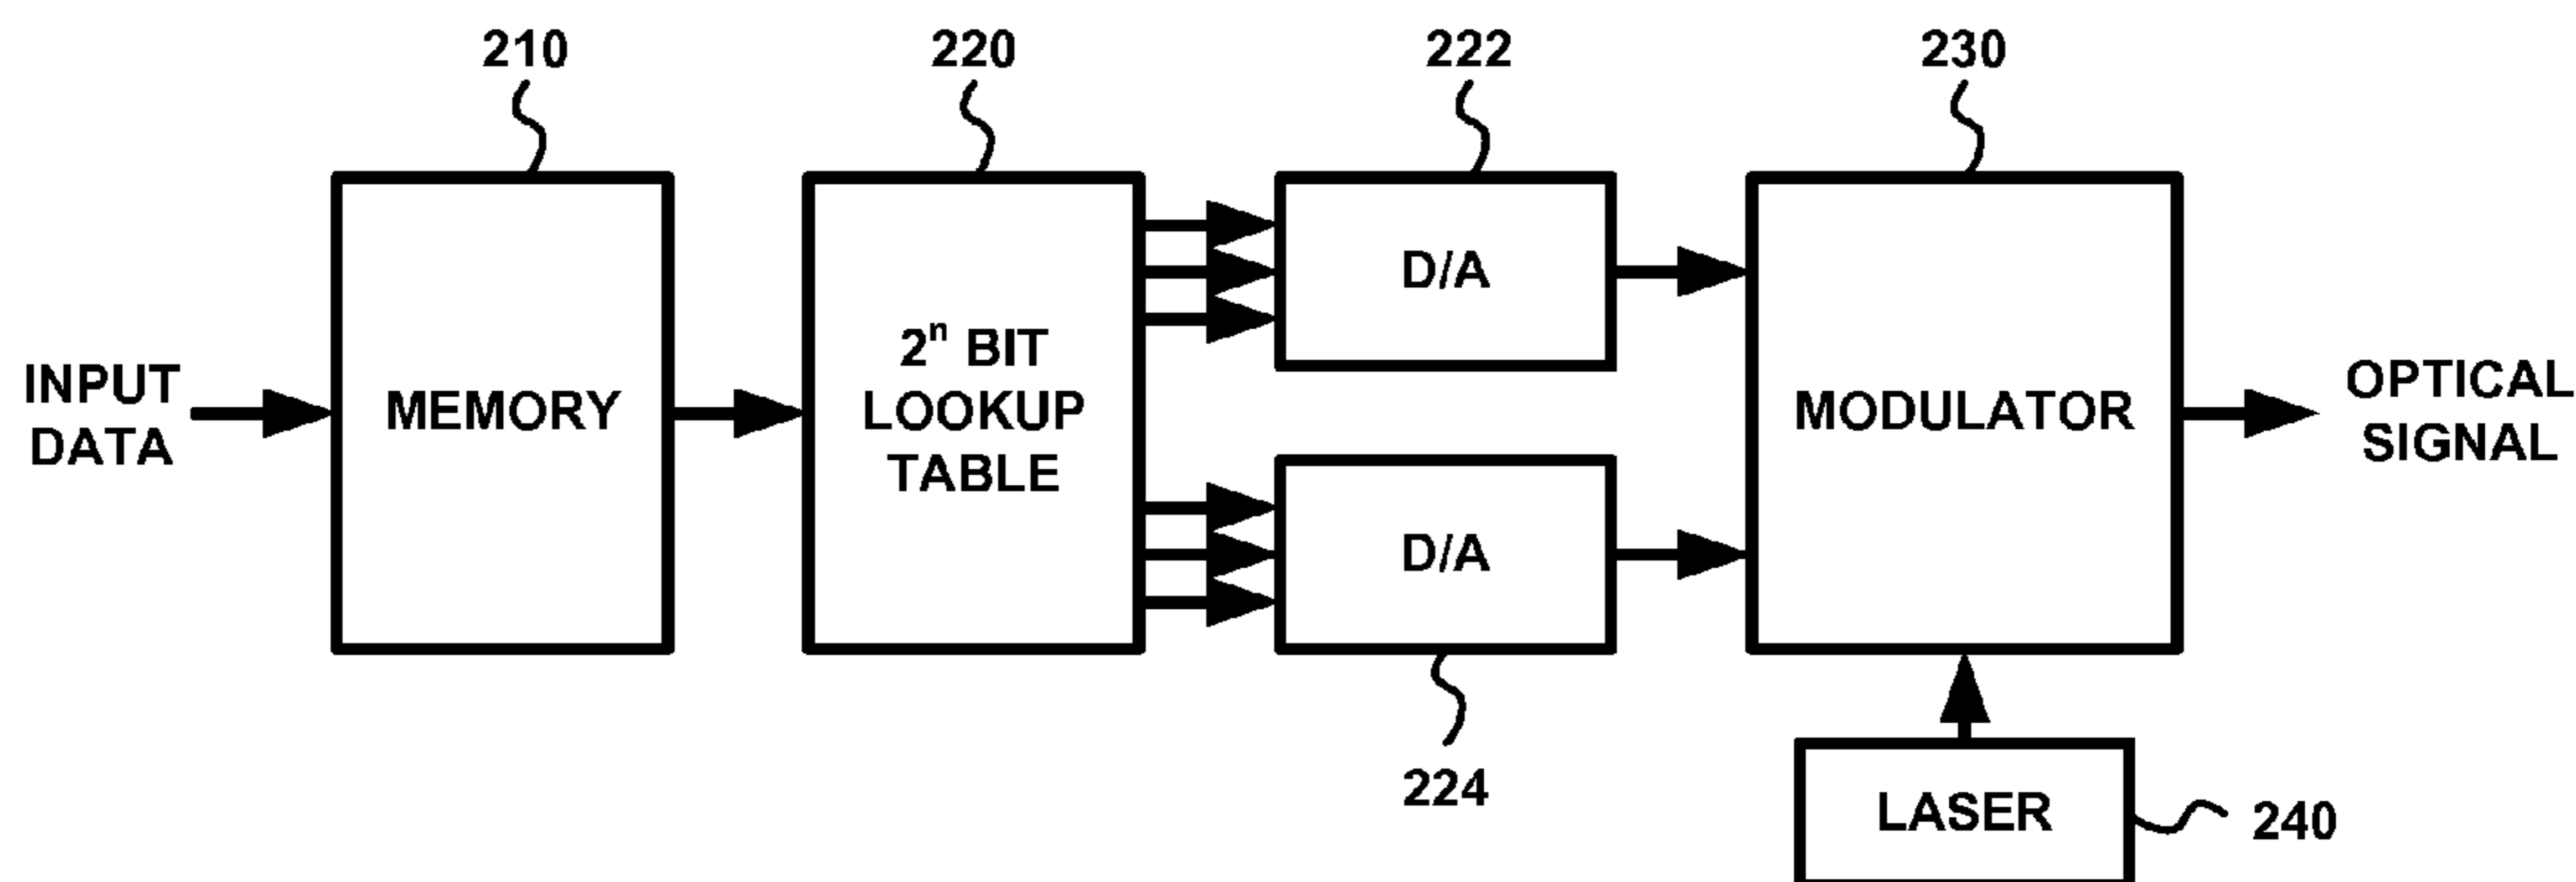 210
220
222
230
INPUT
DATA
MEMORY
2ⁿ BIT
LOOKUP
TABLE
D/A
D/A
MODULATOR
OPTICAL
SIGNAL
224
LASER
240